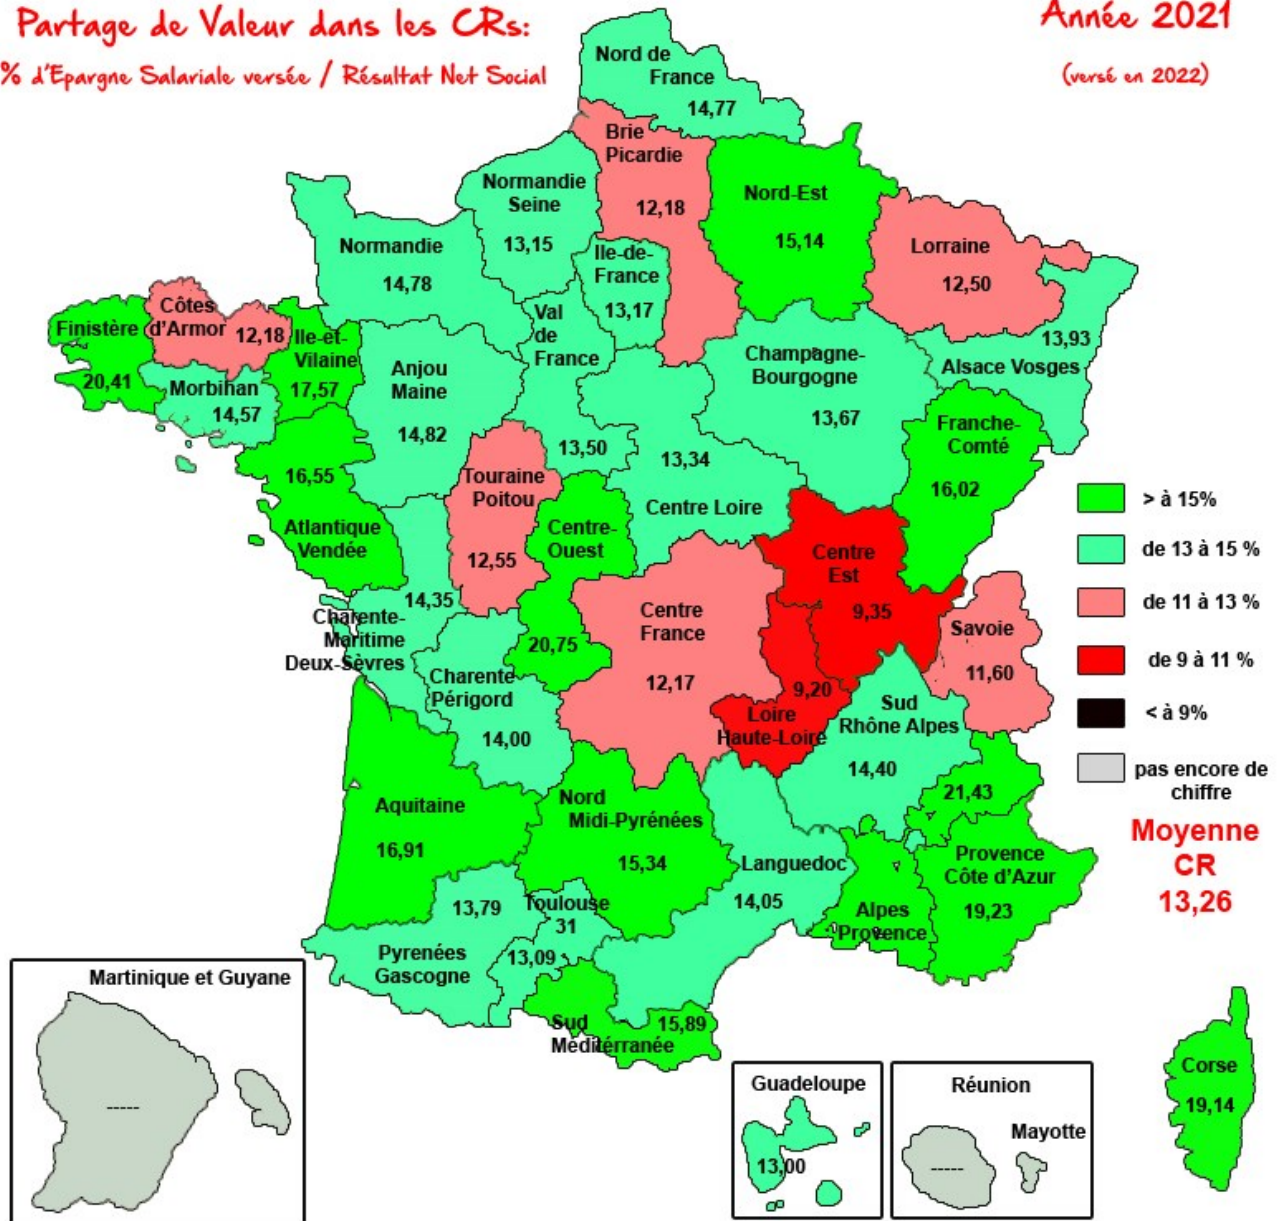 Partage de Valeur dans les CRs:
% d'Epargne Salariale versée / Résultat Net Social
Année 2021
(versé en 2022)
Nord de
France
14,77
Brie
Picardie
12,18
Normandie
Seine
13,15
Nord-Est
15,14
Lorraine
12,50
Normandie
14,78
Ile-de-
France
13,17
Finistère
20,41
Côtes
d'Armor
12,18
Ile-et-
Vilaine
17,57
Morbihan
14,57
Val
de
France
13,50
Anjou
Maine
14,82
Champagne-
Bourgogne
13,67
13,93
Alsace Vosges
Franche-
Comté
16,02
16,55
Atlantique
Vendée
Touraine
Poitou
12,55
13,34
Centre Loire
Centre-
Ouest
20,75
Centre
Est
9,35
14,35
Charente-
Maritime
Deux-Sèvres
Centre
France
12,17
Savoie
11,60
Charente
Périgord
14,00
9,20
Loire
Haute-Loire
Sud
Rhône Alpes
14,40
Aquitaine
16,91
Nord
Midi-Pyrénées
15,34
21,43
Alpes
Provence
Provence
Côte d'Azur
19,23
Languedoc
14,05
13,79
Pyrenées
Gascogne
Toulouse
31
13,09
Sud
Méditérranée
15,89
> à 15%
de 13 à 15 %
de 11 à 13 %
de 9 à 11 %
< à 9%
pas encore de
chiffre
Moyenne
CR
13,26
Martinique et Guyane
-----
Guadeloupe
13,00
Réunion
-----
Mayotte
Corse
19,14